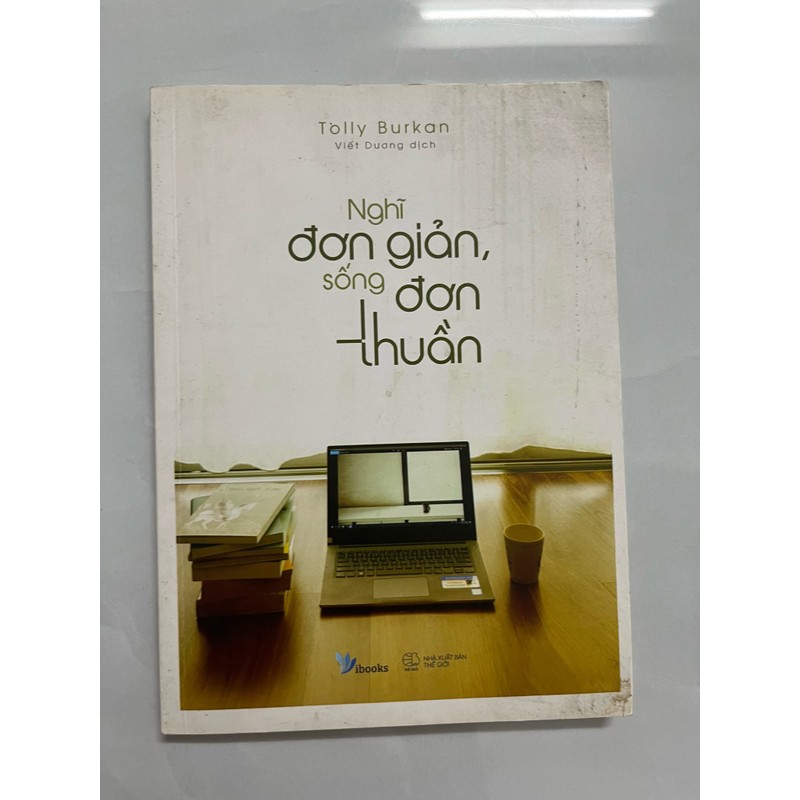 Tolly Burkan
Viết Dương dịch
Nghĩ
đơn giản,
sống đơn
thuần
ibooks
NHÀ XUẤT BẢN
THẾ GIỚI